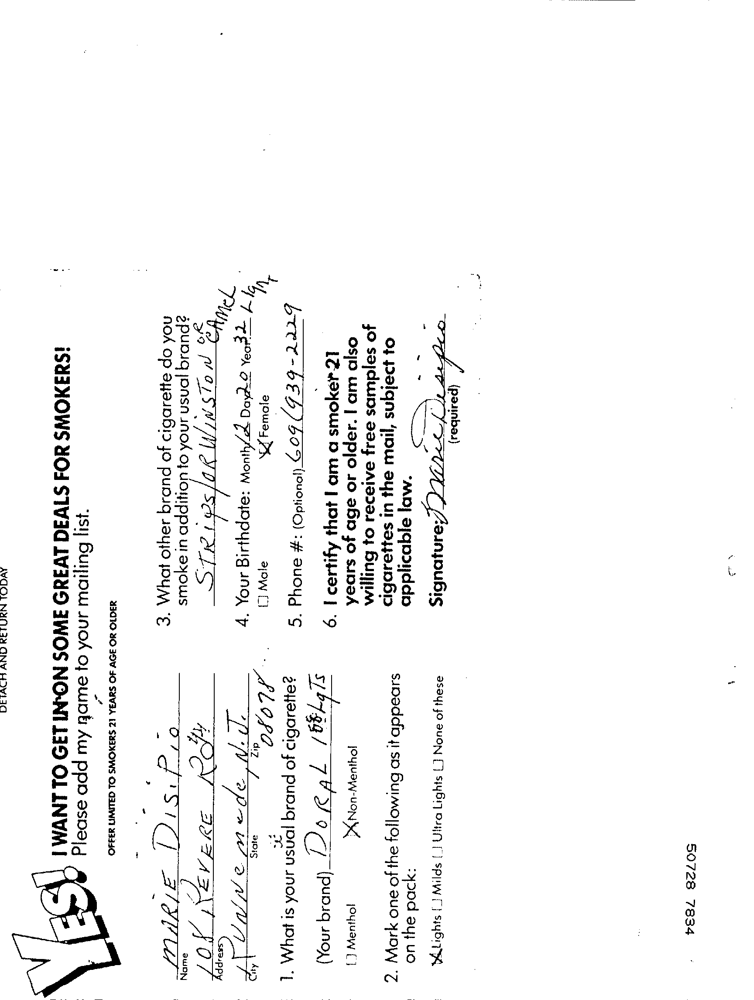 DETACH AND RETURN TODAY
YES! I WANT TO GET IN ON SOME GREAT DEALS FOR SMOKERS!
Please add my name to your mailing list.
OFFER LIMITED TO SMOKERS 21 YEARS OF AGE OR OLDER
MARIE DISIPIO
Name
108 REVERE
Address
Runnemede N.J. 08078
City State Zip
1. What is your usual brand of cigarette?
(Your brand) DORAL LgTs
[ ] Menthol X Non-Menthol
2. Mark one of the following as it appears
on the pack:
X Lights [ ] Milds [ ] Ultra Lights [ ] None of these
3. What other brand of cigarette do you
smoke in addition to your usual brand?
STRIPS/OR WINSTON OR CAMEL
4. Your Birthdate: Month 12 Day 20 Year 32 Light
[ ] Male X Female
5. Phone #: (Optional) 609 (939-2229
6. I certify that I am a smoker 21
years of age or older. I am also
willing to receive free samples of
cigarettes in the mail, subject to
applicable law.
Signature: Marie Disipio
(required)
50728 7834